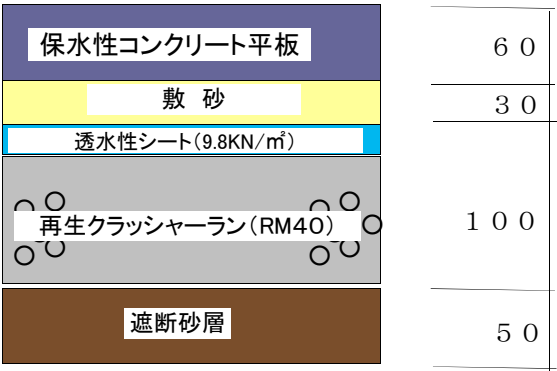 保水性コンクリート平板
６０
敷 砂
３０
透水性シート(9.8KN/㎡)
再生クラッシャーラン(RM40)
１００
遮断砂層
５０